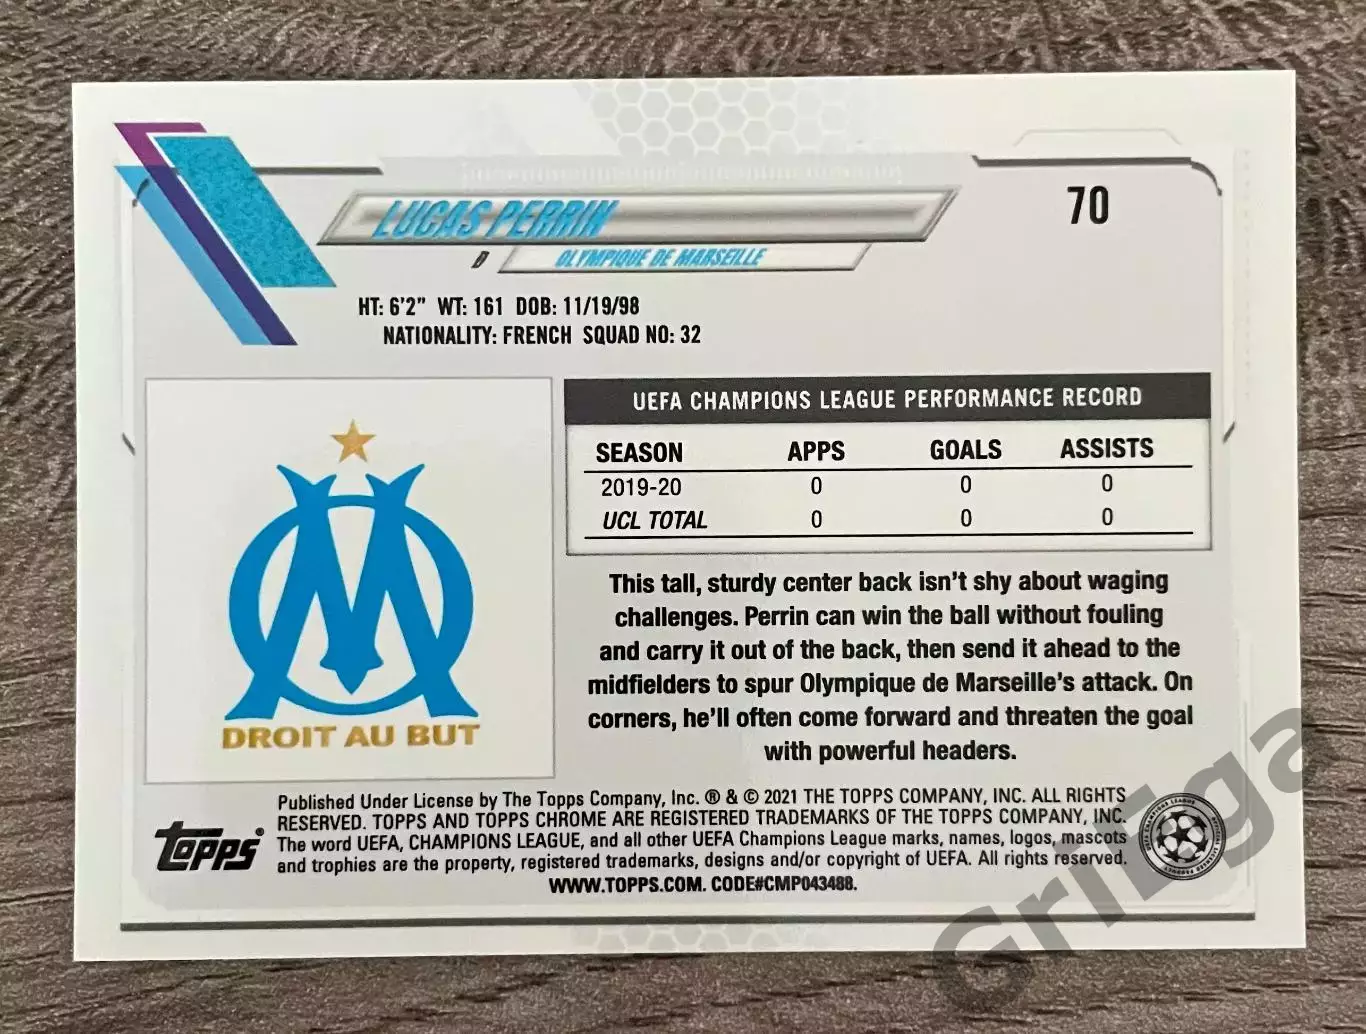 70
LUCAS PERRIN
D OLYMPIQUE DE MARSEILLE
HT: 6'2" WT: 161 DOB: 11/19/98
NATIONALITY: FRENCH SQUAD NO: 32
UEFA CHAMPIONS LEAGUE PERFORMANCE RECORD
SEASON APPS GOALS ASSISTS
2019-20 0 0 0
UCL TOTAL 0 0 0
DROIT AU BUT
This tall, sturdy center back isn't shy about waging
challenges. Perrin can win the ball without fouling
and carry it out of the back, then send it ahead to the
midfielders to spur Olympique de Marseille's attack. On
corners, he'll often come forward and threaten the goal
with powerful headers.
topps®
Published Under License by The Topps Company, Inc. ® & © 2021 THE TOPPS COMPANY, INC. ALL RIGHTS
RESERVED. TOPPS AND TOPPS CHROME ARE REGISTERED TRADEMARKS OF THE TOPPS COMPANY, INC.
The word UEFA, CHAMPIONS LEAGUE, and all other UEFA Champions League marks, names, logos, mascots
and trophies are the property, registered trademarks, designs and/or copyright of UEFA. All rights reserved.
WWW.TOPPS.COM. CODE#CMP043488.
UEFA CHAMPIONS LEAGUE OFFICIAL LICENSED PRODUCT
GriEga